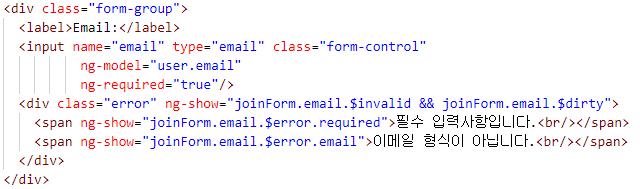 <div class="form-group">
<label>Email:</label>
<input name="email" type="email" class="form-control"
ng-model="user.email"
ng-required="true"/>
<div class="error" ng-show="joinForm.email.$invalid && joinForm.email.$dirty">
<span ng-show="joinForm.email.$error.required">필수 입력사항입니다.<br/></span>
<span ng-show="joinForm.email.$error.email">이메일 형식이 아닙니다.<br/></span>
</div>
</div>